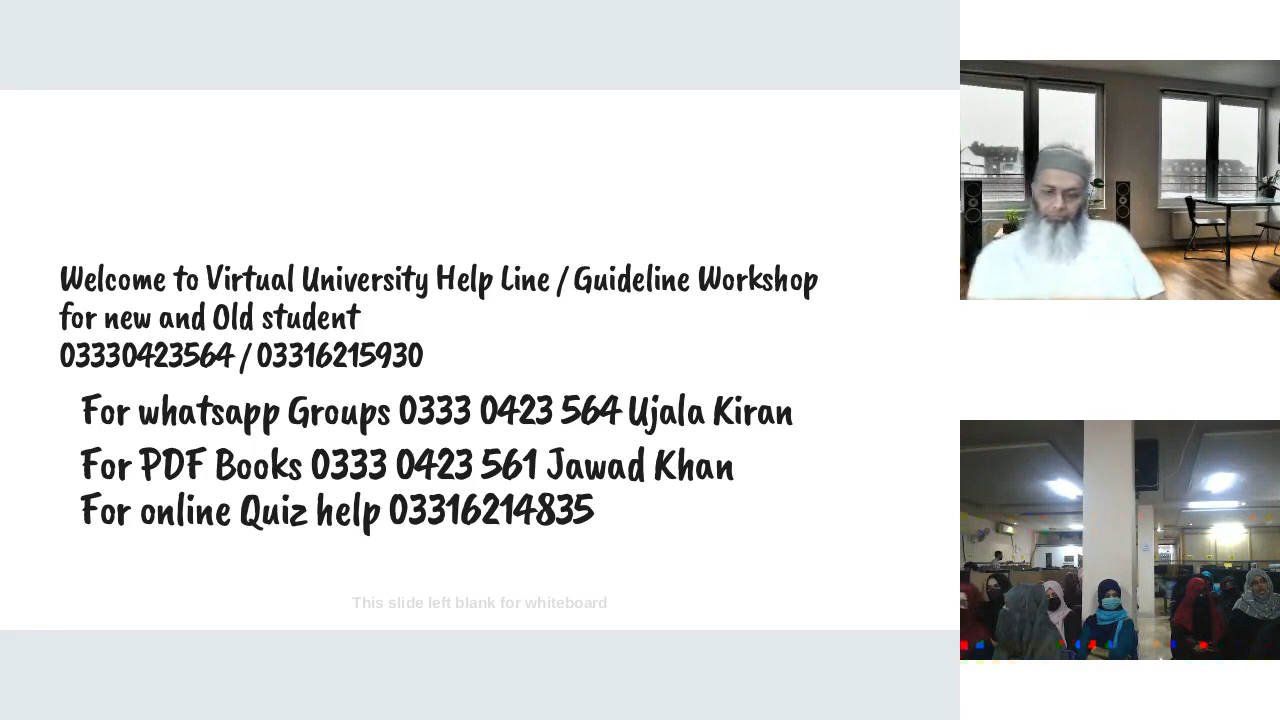 Welcome to Virtual University Help Line / Guideline Workshop
for new and Old student
03330423564 / 03316215930
For whatsapp Groups 0333 0423 564 Ujala Kiran
For PDF Books 0333 0423 561 Jawad Khan
For online Quiz help 03316214835
This slide left blank for whiteboard